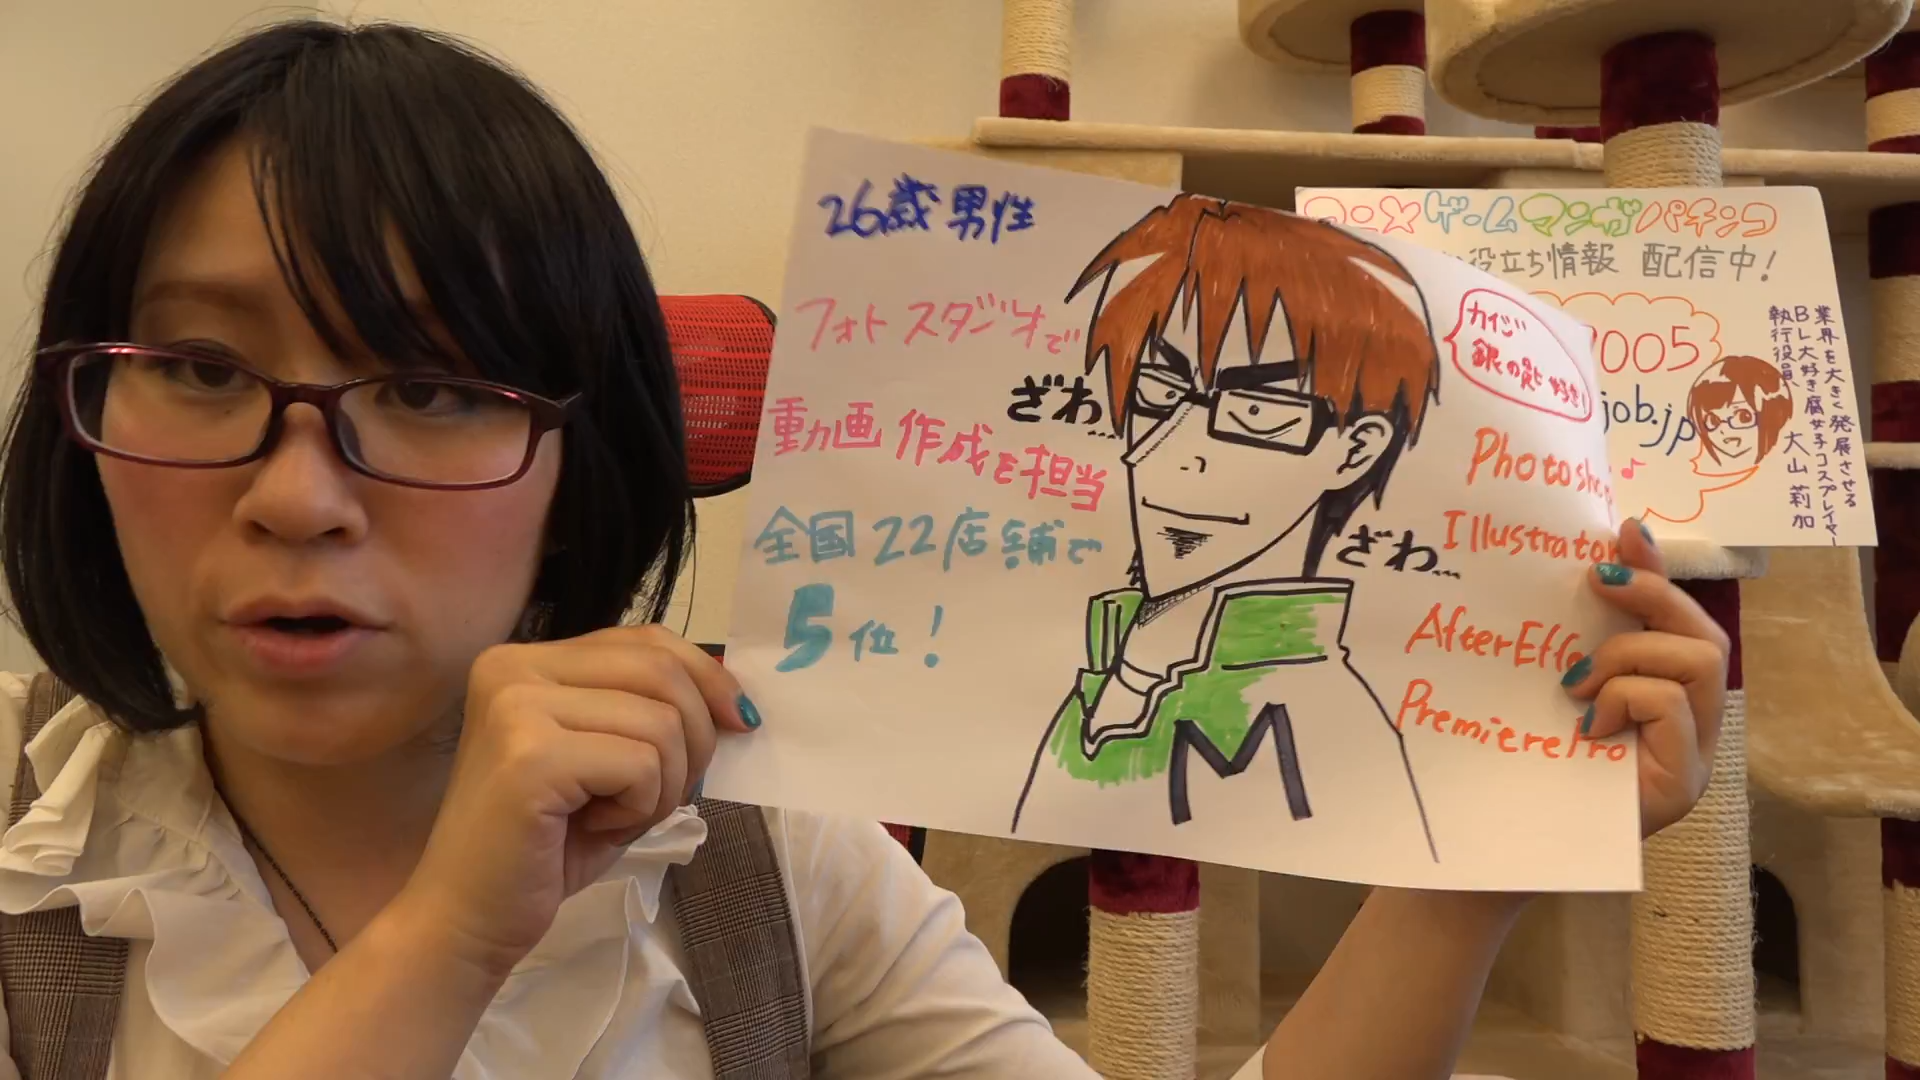 26歳 男性
フォトスタジオで
動画 作成を担当
全国22店舗で
5位!
ざわ…
ざわ…
M
カイジ
銀の匙 好き!
Photosh
Illustrator
AfterEffe
PremierePro
アニメゲームマンガパチンコ
役立ち情報 配信中!
7005
job.jp
業界を大きく発展させる
BL大好き腐女子コスプレイヤー
執行役員、大山莉加